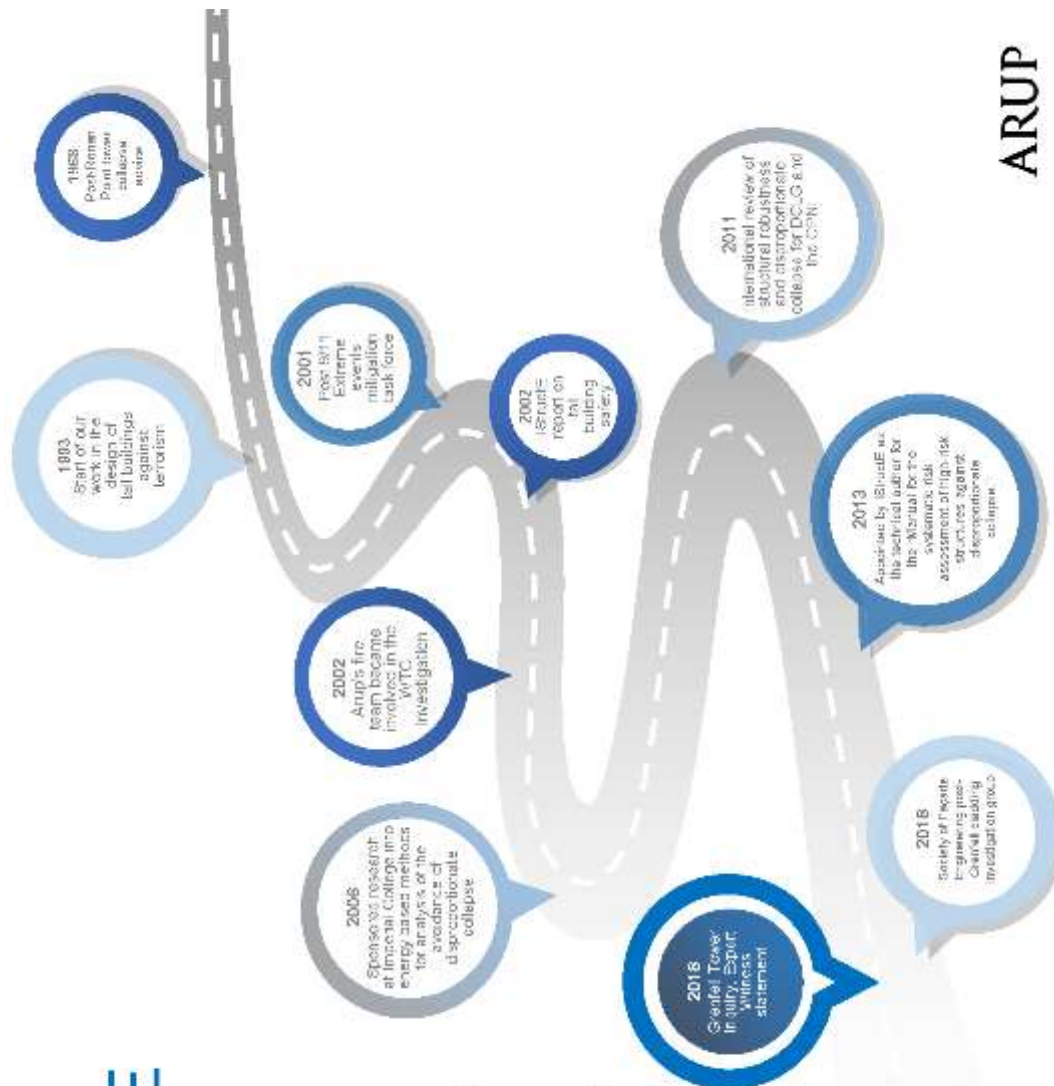 1968
Post-Ronan
Point tower
collapse
advice
1993
Start of our
work in the
design of
tall buildings
against
terrorism
2001
Post 9/11
Extreme
events
mitigation
task force
2002
IStructE
report on
tall
building
safety
2002
Arup's fire
team became
involved in the
WTC
investigation
2006
Sponsored research
at Imperial College into
energy based methods
for analysis of the
avoidance of
disproportionate
collapse
2011
International review of
structural robustness
and disproportionate
collapse for DCLG and
the CPNI
2013
Appointed by IStructE as
the technical author for
the 'Manual for the
systematic risk
assessment of high-risk
structures against
disproportionate
collapse'
2018
Grenfell Tower
Inquiry, Expert
Witness
statement
2018
Society of Façade
Engineering post-
Grenfell cladding
investigation group
ARUP